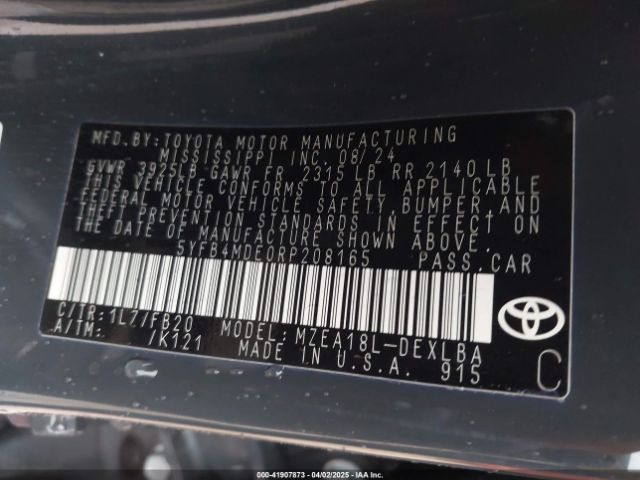 MFD.BY: TOYOTA MOTOR MANUFACTURING
MISSISSIPPI INC. 08/24
GVWR 3925LB GAWR FR 2315 LB RR 2140 LB
THIS VEHICLE CONFORMS TO ALL APPLICABLE
FEDERAL MOTOR VEHICLE SAFETY, BUMPER, AND
THEFT PREVENTION STANDARDS IN EFFECT ON
THE DATE OF MANUFACTURE SHOWN ABOVE.
5YFB4MDE0RP208165 PASS.CAR
C/TR: 1L7/FB20 MODEL: MZEA18L-DEXLBA
A/TM: /K121 MADE IN U.S.A. 915
TOYOTA C
000-41907873 - 04/02/2025 - IAA Inc.